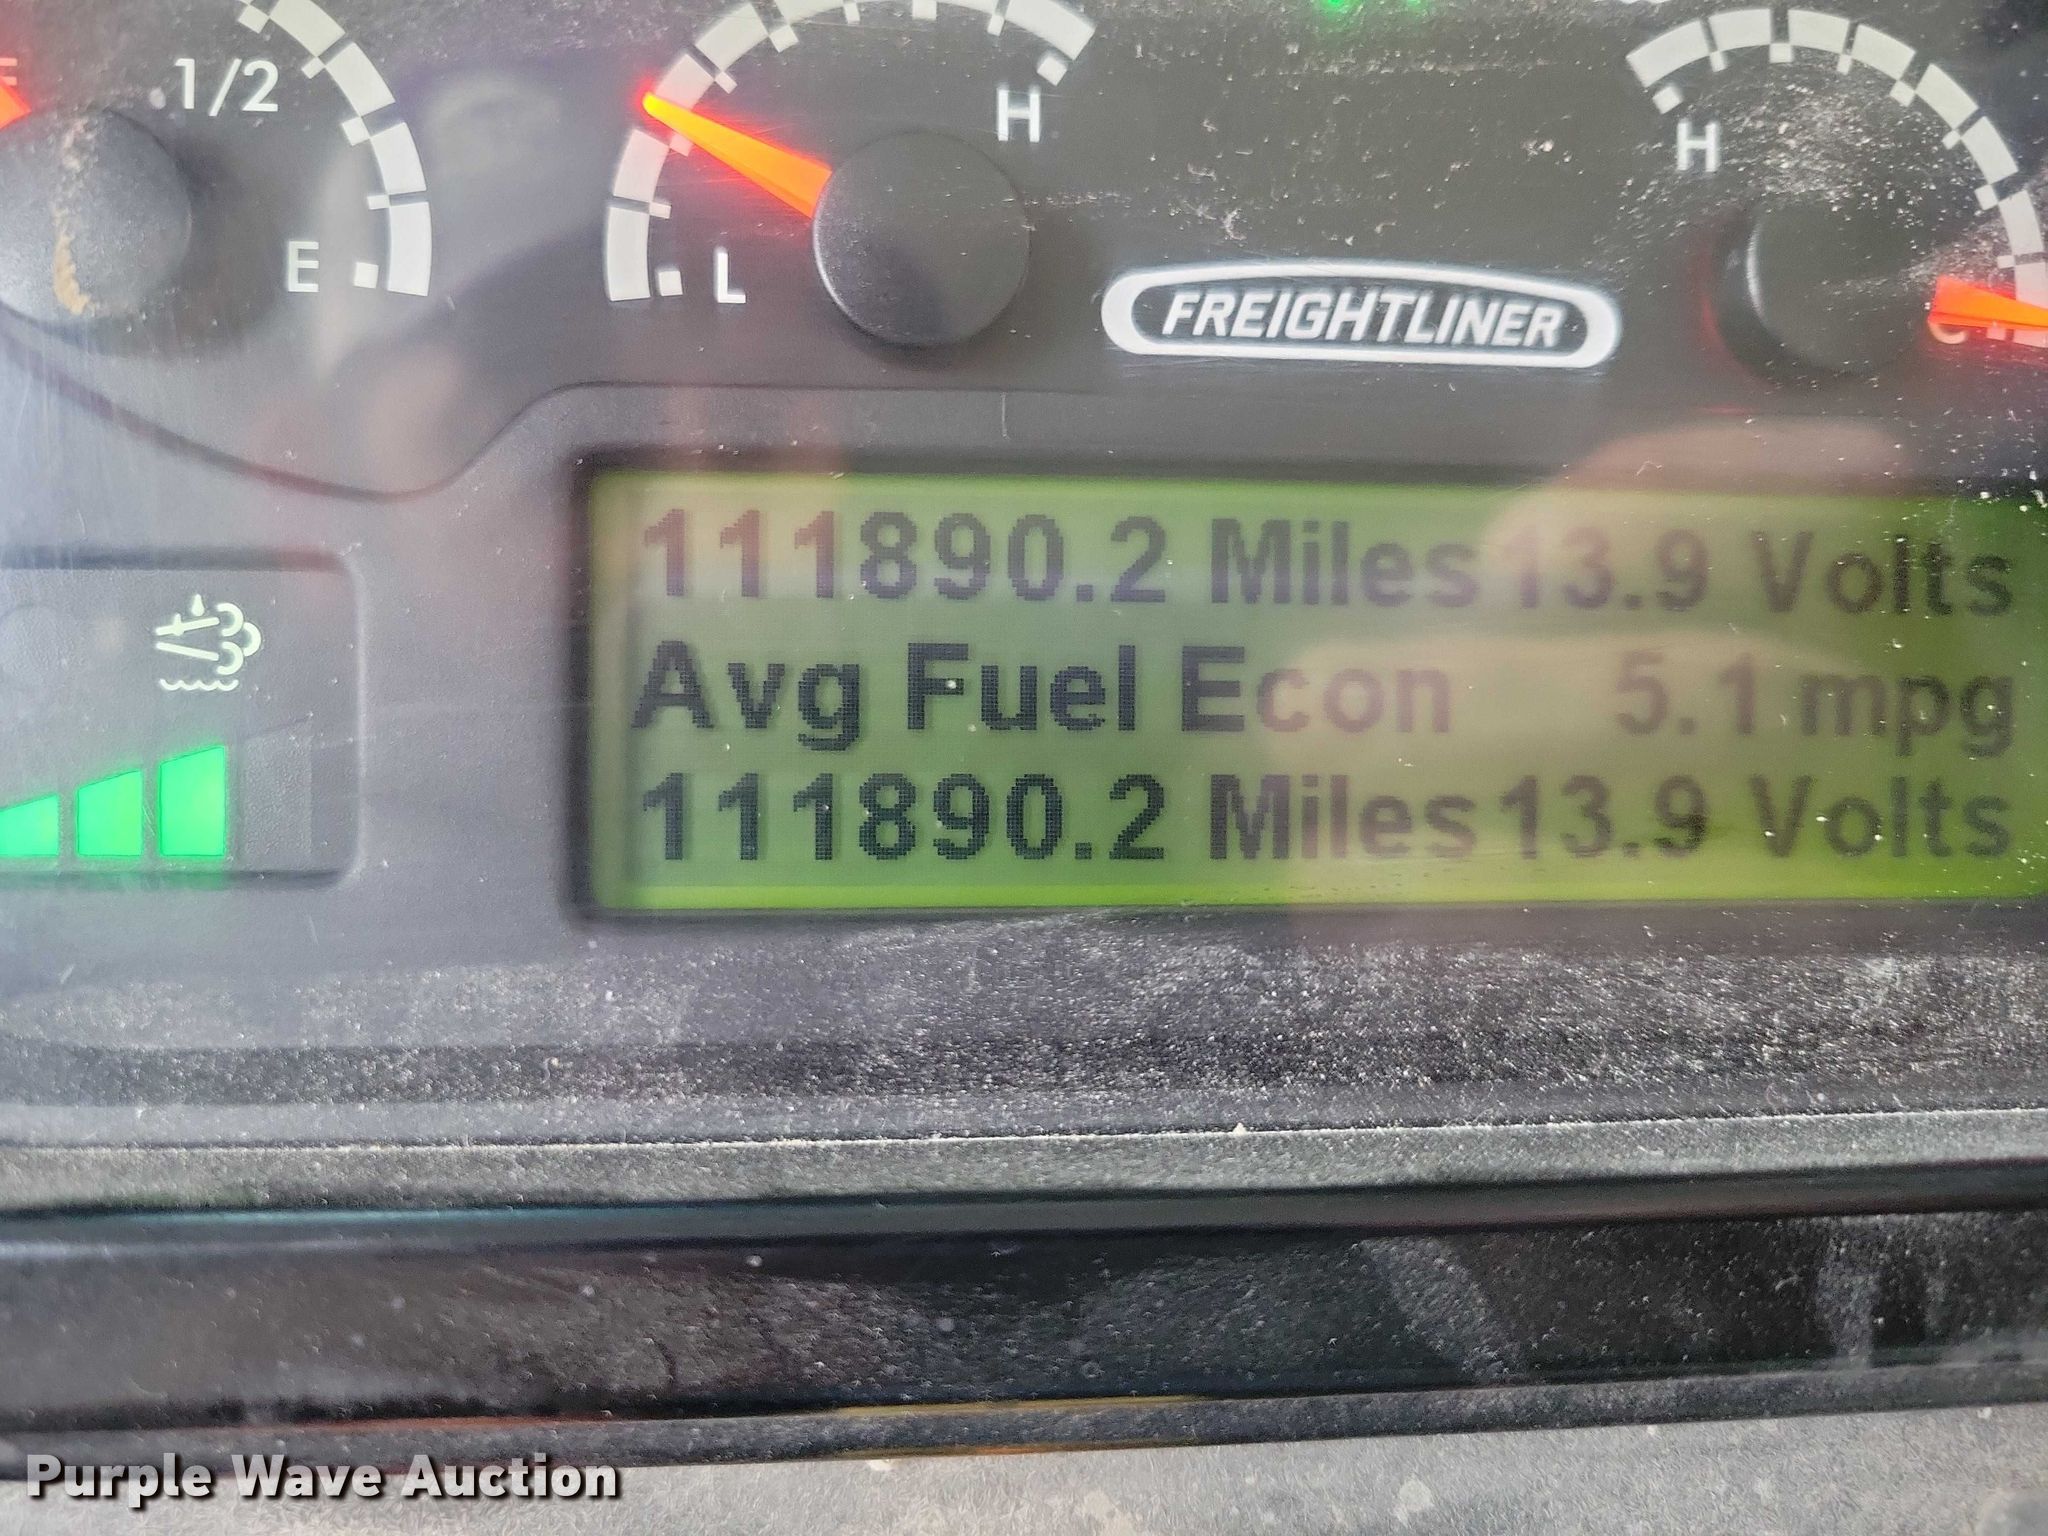 F
1/2
E
H
L
H
C
FREIGHTLINER
111890.2 Miles 13.9 Volts
Avg Fuel Econ 5.1 mpg
111890.2 Miles 13.9 Volts
Purple Wave Auction